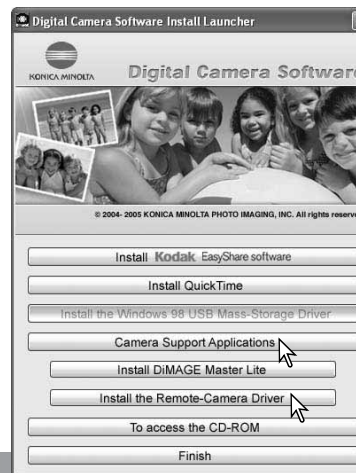 Digital Camera Software Install Launcher
KONICA MINOLTA
Digital Camera Software
© 2004- 2005 KONICA MINOLTA PHOTO IMAGING, INC. All rights reserve
Install Kodak EasyShare software
Install QuickTime
Install the Windows 98 USB Mass-Storage Driver
Camera Support Applications
Install DiMAGE Master Lite
Install the Remote-Camera Driver
To access the CD-ROM
Finish